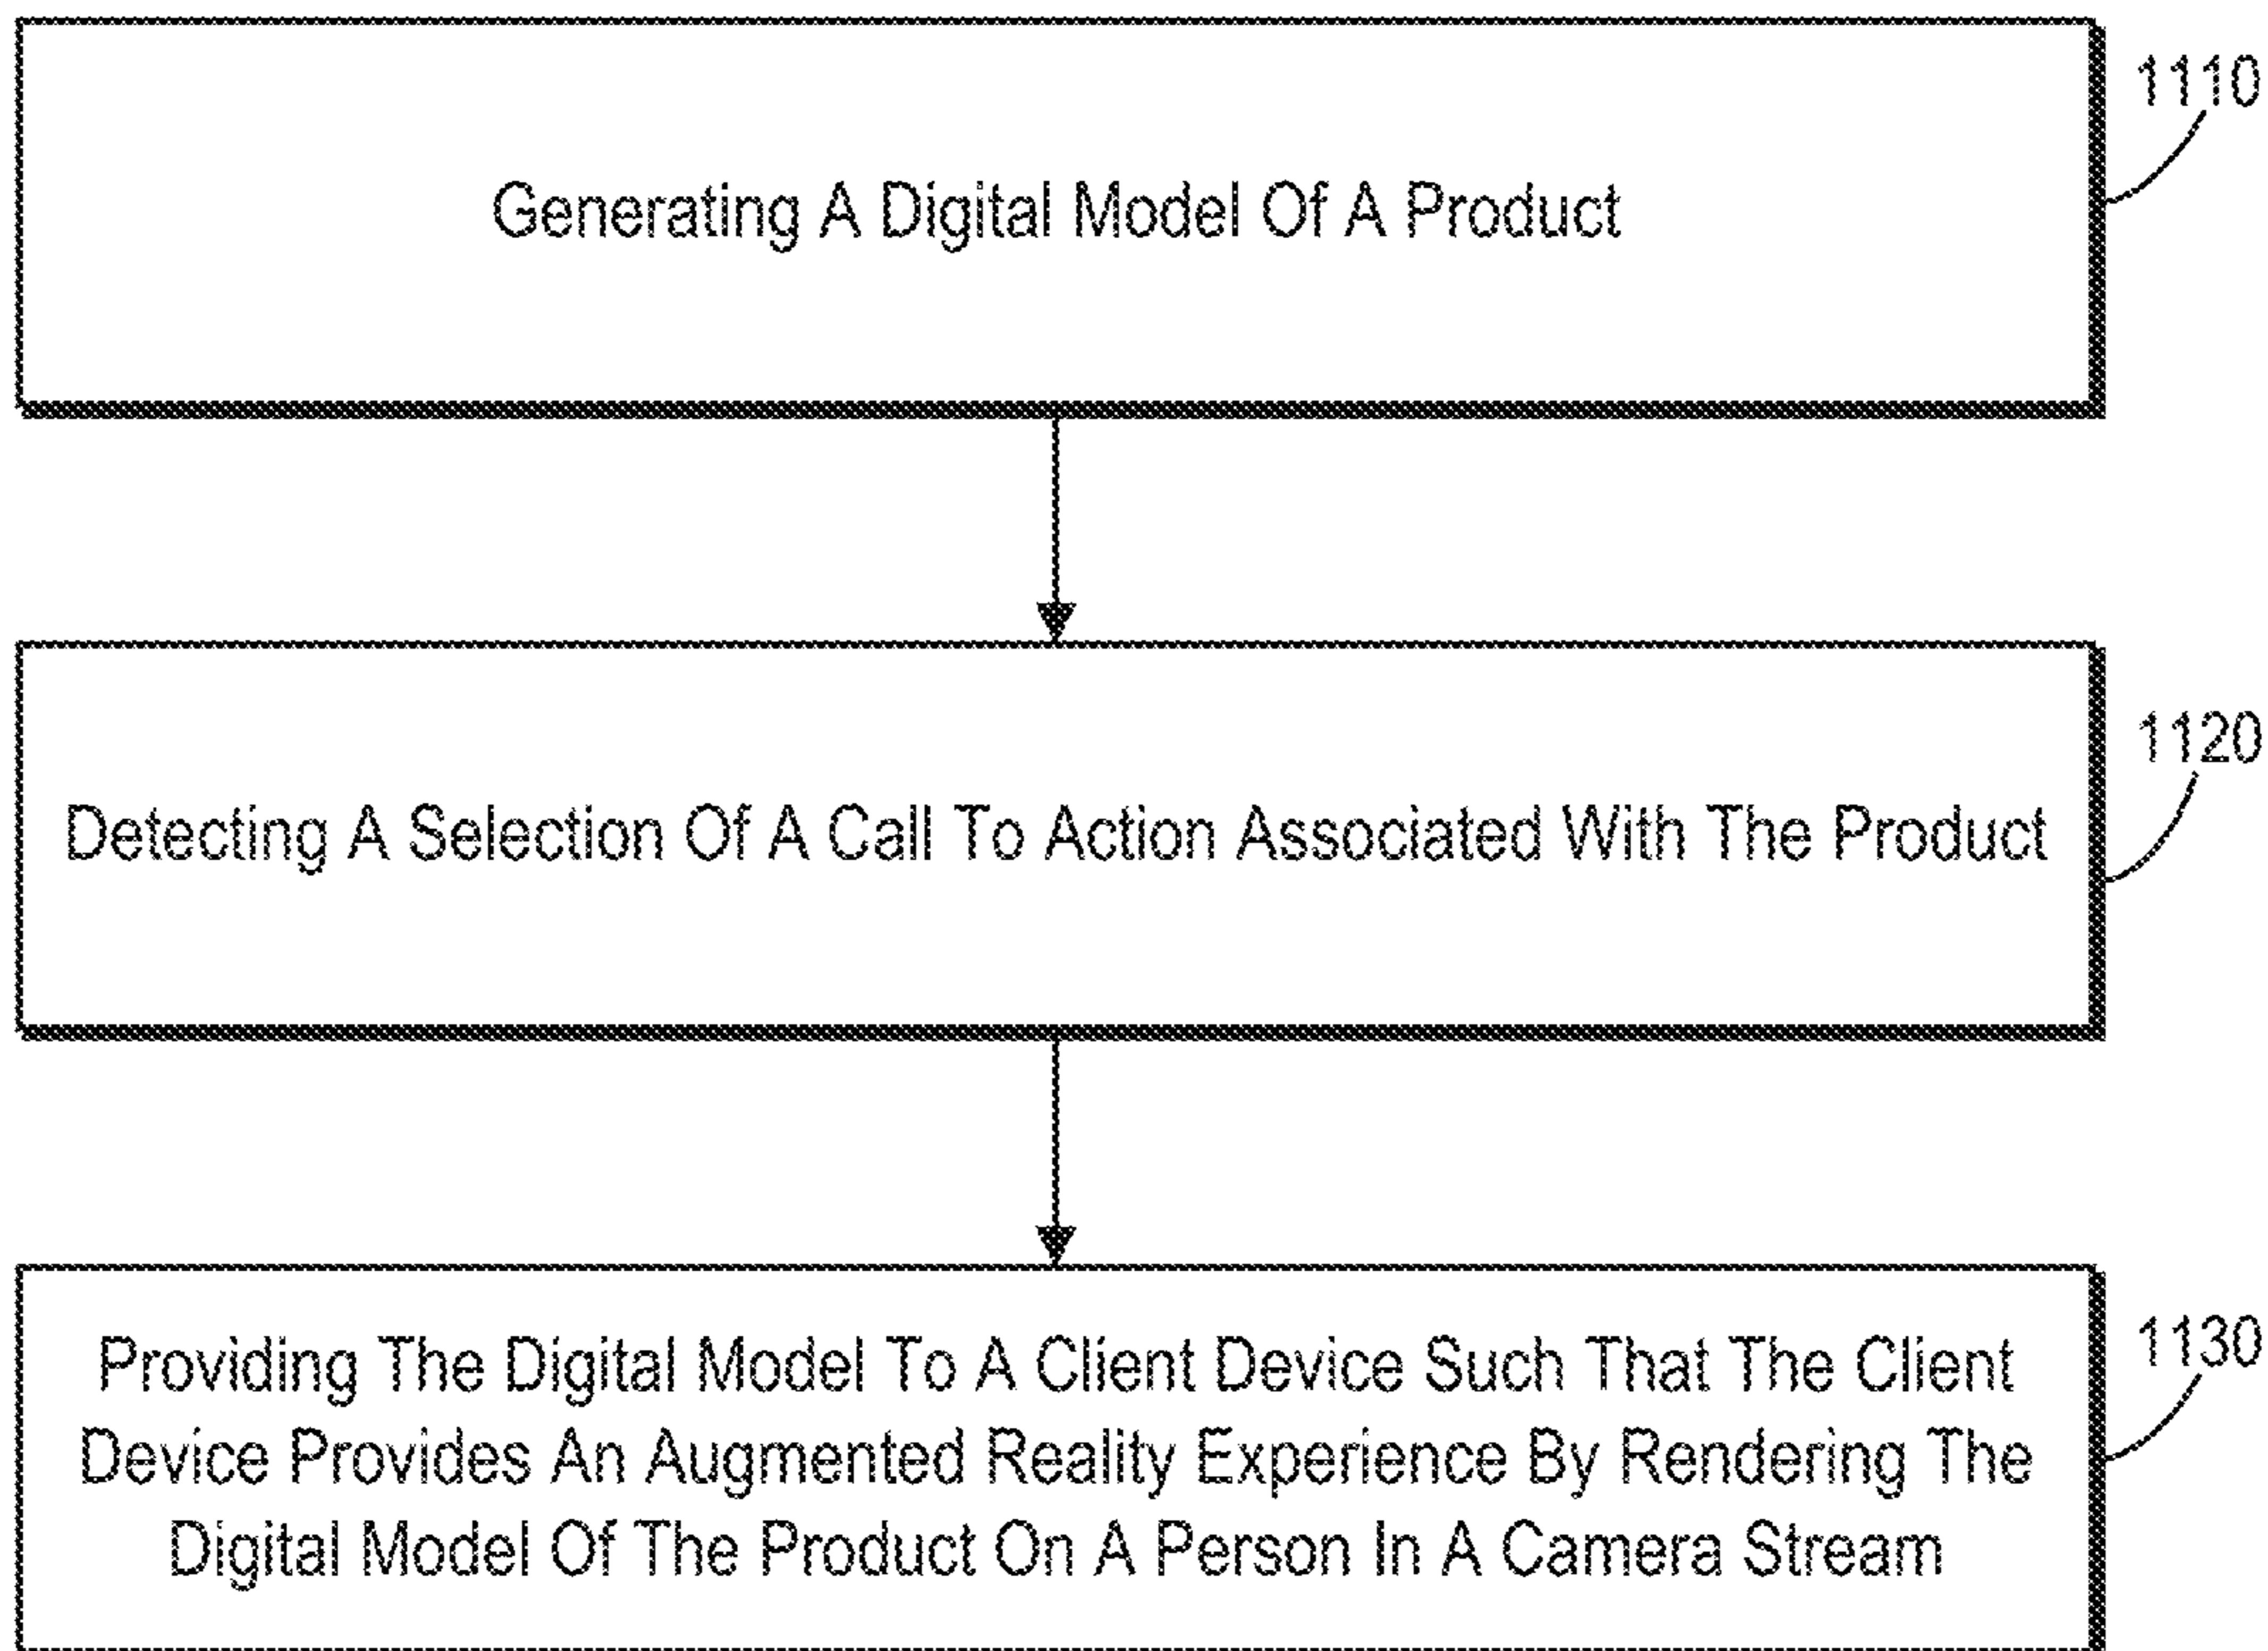 1110
Generating A Digital Model Of A Product
1120
Detecting A Selection Of A Call To Action Associated With The Product
1130
Providing The Digital Model To A Client Device Such That The Client
Device Provides An Augmented Reality Experience By Rendering The
Digital Model Of The Product On A Person In A Camera Stream